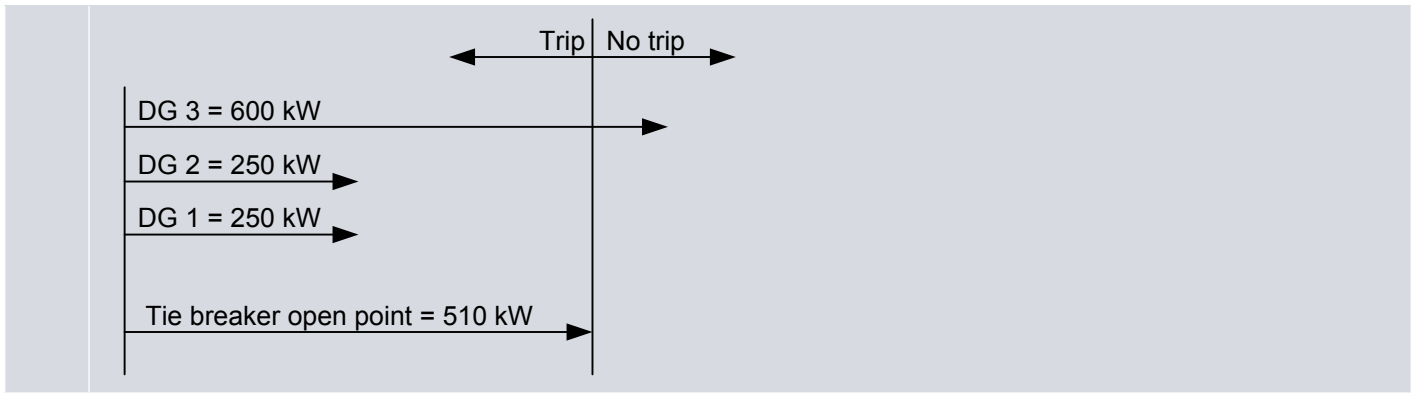 Trip No trip
DG 3 = 600 kW
DG 2 = 250 kW
DG 1 = 250 kW
Tie breaker open point = 510 kW